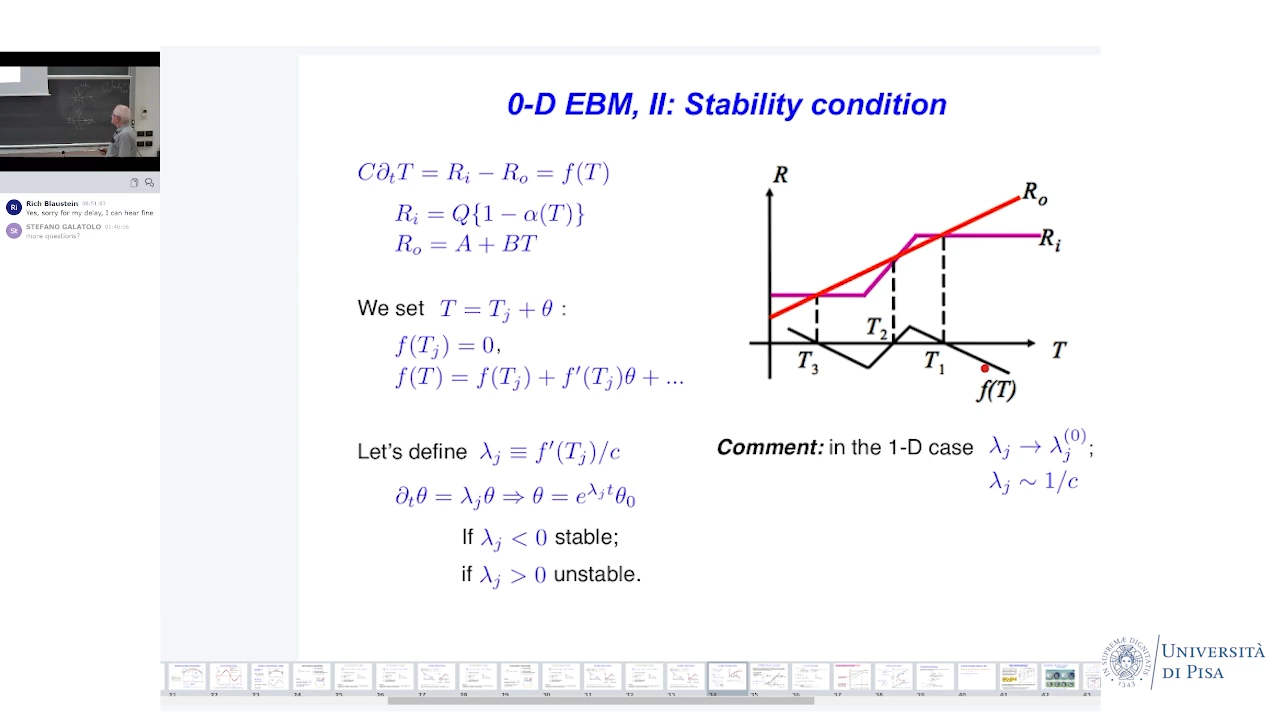 0-D EBM, II: Stability condition
C∂ₜT = Rᵢ − Rₒ = f(T)
Rᵢ = Q{1 − α(T)}
Rₒ = A + BT
We set T = Tⱼ + θ :
f(Tⱼ) = 0,
f(T) = f(Tⱼ) + f′(Tⱼ)θ + ...
Let's define λⱼ ≡ f′(Tⱼ)/c
∂ₜθ = λⱼθ ⇒ θ = e^{λⱼt}θ₀
If λⱼ < 0 stable;
if λⱼ > 0 unstable.
R
Rₒ
Rᵢ
T₃
T₂
T₁
T
f(T)
Comment: in the 1-D case λⱼ → λⱼ⁽⁰⁾;
λⱼ ∼ 1/c
Ri
Rich Blaustein
Yes, sorry for my delay, I can hear fine
St
STEFANO GALATOLO
more questions?
UNIVERSITÀ
DI PISA
1343